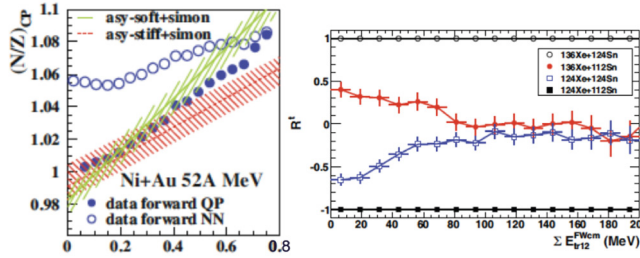 (N/Z)CP
1.1
1.08
1.06
1.04
1.02
1
0.98
asy-soft+simon
asy-stiff+simon
Ni+Au 52A MeV
data forward QP
data forward NN
0 0.2 0.4 0.6 0.8
R^t
1
0.5
0
-0.5
-1
136Xe+124Sn
136Xe+112Sn
124Xe+124Sn
124Xe+112Sn
0 20 40 60 80 100 120 140 160 180 200
Σ E_tr12^FWcm (MeV)